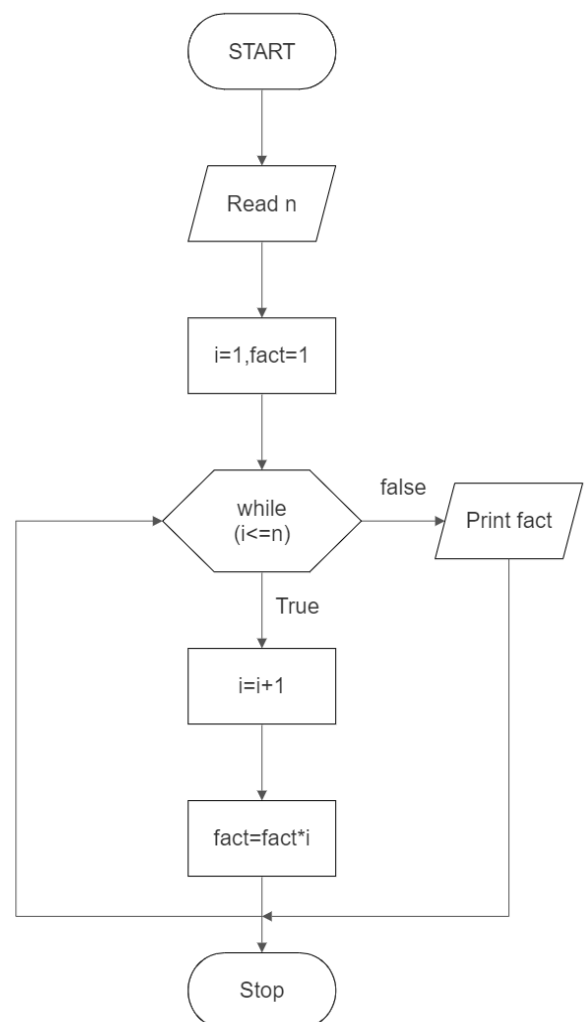 START
Read n
i=1,fact=1
while
(i<=n)
false
Print fact
True
i=i+1
fact=fact*i
Stop